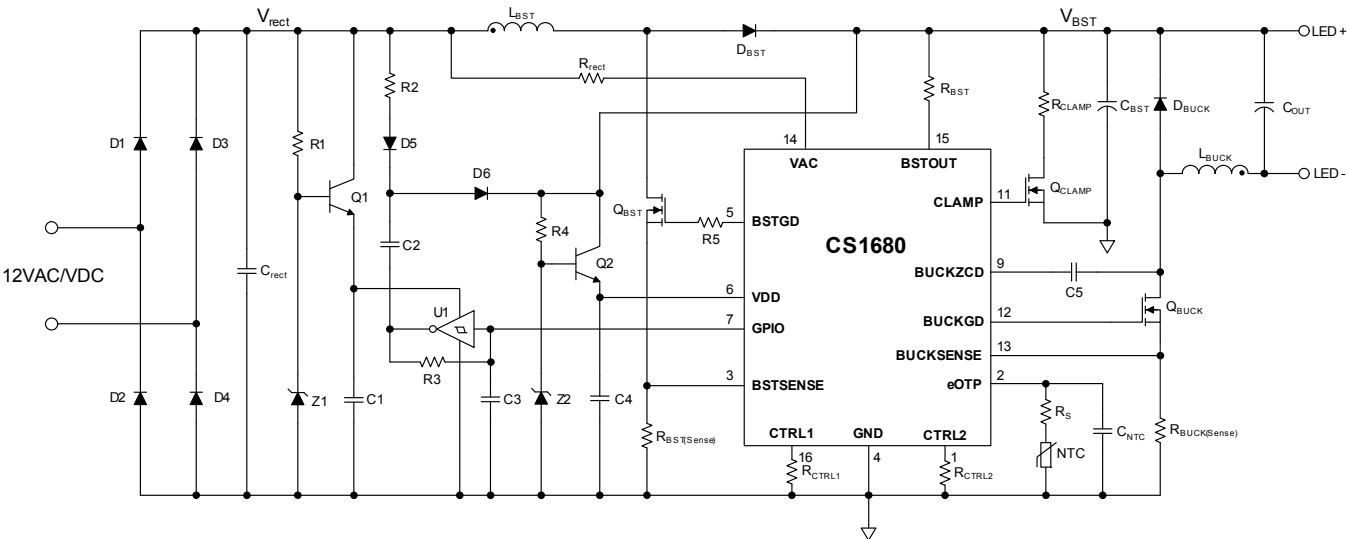 Vrect
LBST
VBST
DBST
LED+
Rrect
R2
RBST
RCLAMP
CBST
DBUCK
COUT
D1
D3
R1
D5
14
15
LBUCK
VAC
BSTOUT
LED-
Q1
D6
QBST
CLAMP
11
QCLAMP
5
BSTGD
R5
R4
C2
CS1680
Q2
BUCKZCD
9
C5
12VAC/VDC
Crect
6
VDD
QBUCK
U1
7
GPIO
BUCKGD
12
BUCKSENSE
13
R3
3
BSTSENSE
eOTP
2
D2
D4
Z1
C1
C3
Z2
C4
RS
CNTC
RBUCK(Sense)
RBST(Sense)
CTRL1
GND
CTRL2
NTC
16
4
1
RCTRL1
RCTRL2